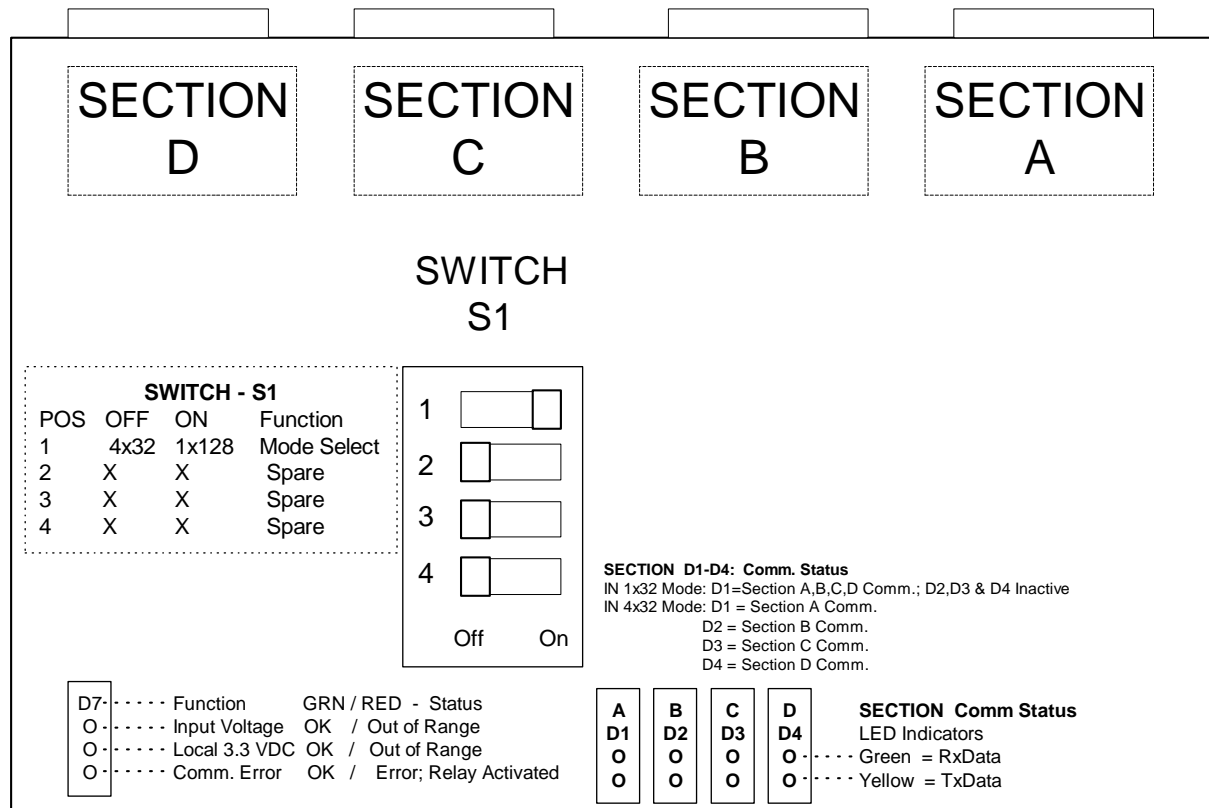 SECTION D
SECTION C
SECTION B
SECTION A
SWITCH
S1
SWITCH - S1
POS OFF ON Function
1 4x32 1x128 Mode Select
2 X X Spare
3 X X Spare
4 X X Spare
1
2
3
4
Off On
SECTION D1-D4: Comm. Status
IN 1x32 Mode: D1=Section A,B,C,D Comm.; D2,D3 & D4 Inactive
IN 4x32 Mode: D1 = Section A Comm.
D2 = Section B Comm.
D3 = Section C Comm.
D4 = Section D Comm.
D7 Function GRN / RED - Status
O Input Voltage OK / Out of Range
O Local 3.3 VDC OK / Out of Range
O Comm. Error OK / Error; Relay Activated
A B C D SECTION Comm Status
D1 D2 D3 D4 LED Indicators
O O O O Green = RxData
O O O O Yellow = TxData